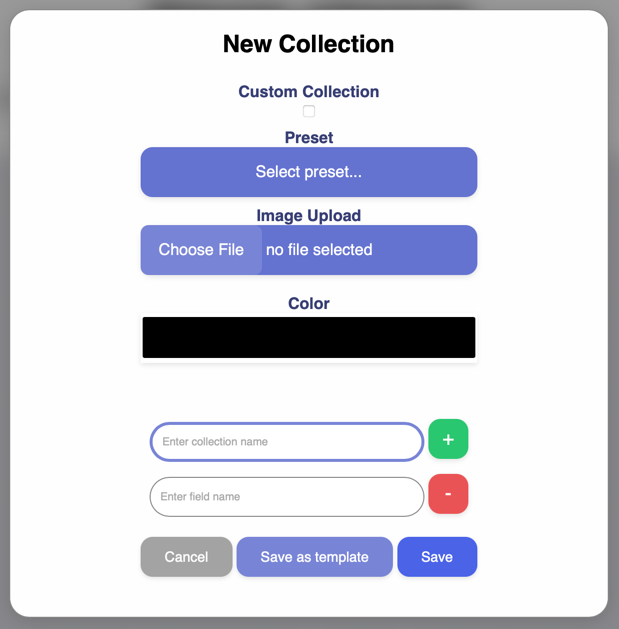 New Collection
Custom Collection
Preset
Select preset...
Image Upload
Choose File no file selected
Color
Enter collection name
+
Enter field name
-
Cancel Save as template Save